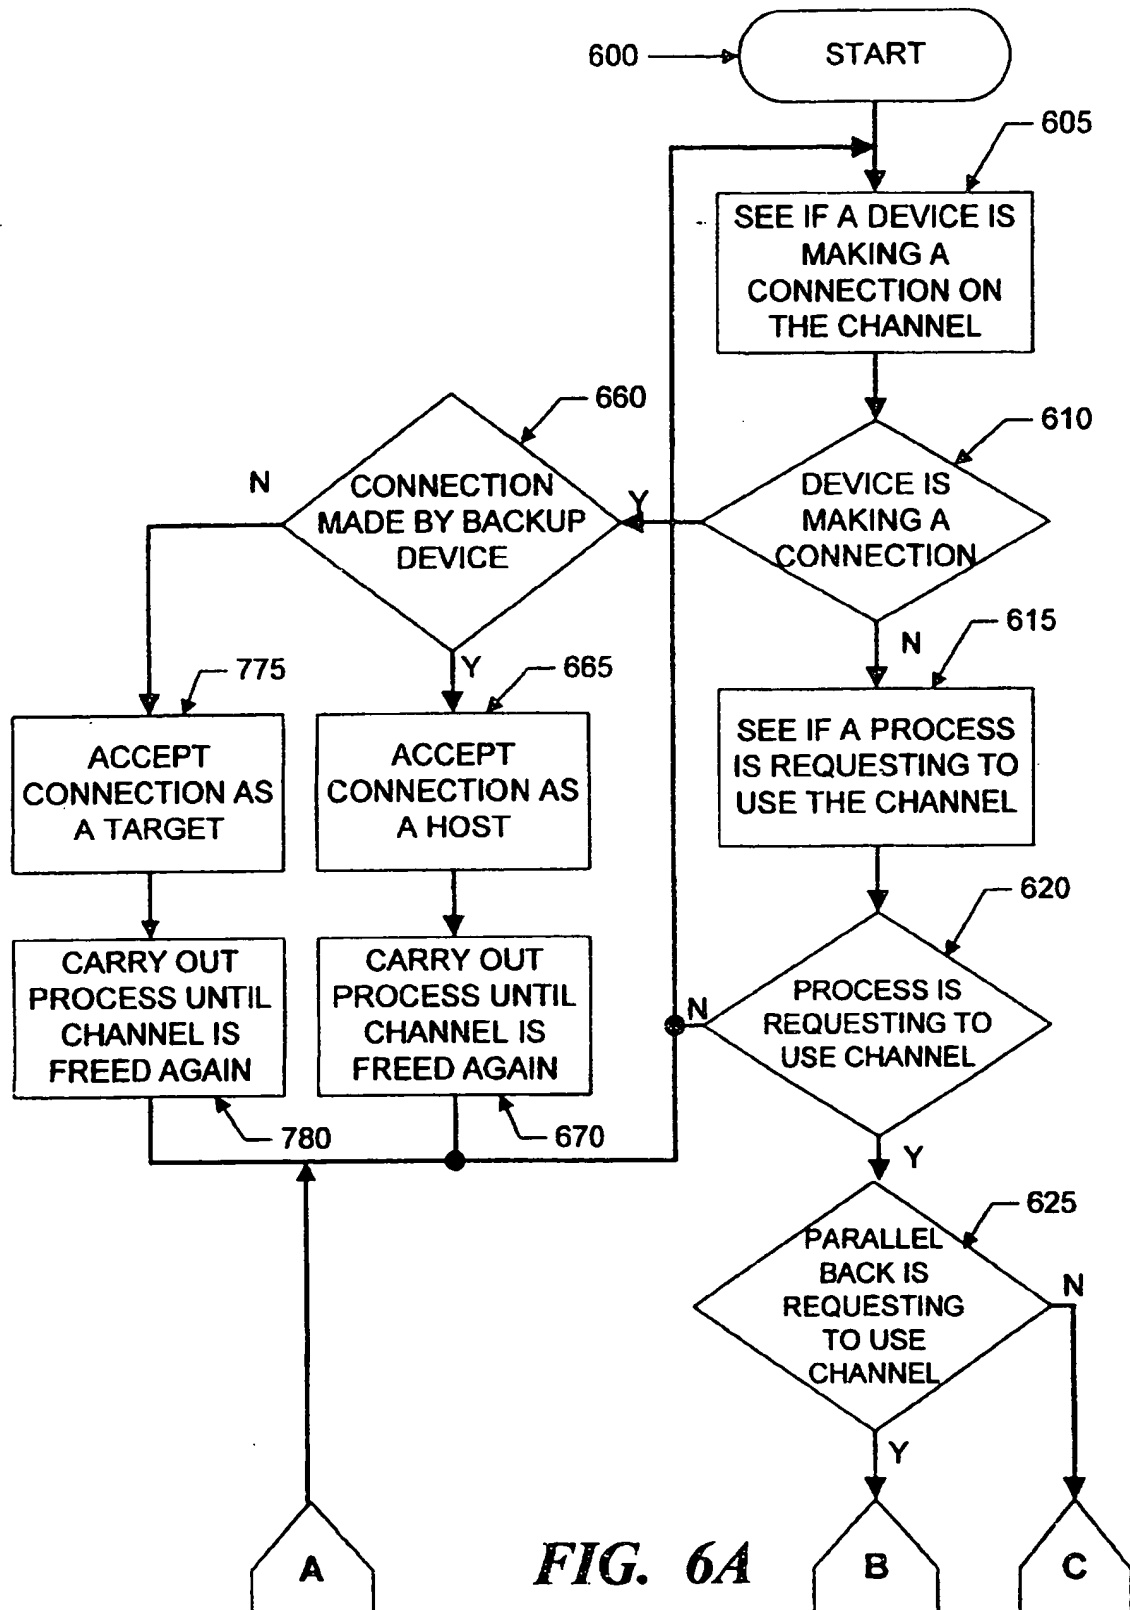 600
START
605
SEE IF A DEVICE IS
MAKING A
CONNECTION ON
THE CHANNEL
660
610
N
CONNECTION
MADE BY BACKUP
DEVICE
Y
DEVICE IS
MAKING A
CONNECTION
N
615
775
Y
665
SEE IF A PROCESS
IS REQUESTING TO
USE THE CHANNEL
ACCEPT
CONNECTION AS
A TARGET
ACCEPT
CONNECTION AS
A HOST
620
CARRY OUT
PROCESS UNTIL
CHANNEL IS
FREED AGAIN
CARRY OUT
PROCESS UNTIL
CHANNEL IS
FREED AGAIN
N
PROCESS IS
REQUESTING TO
USE CHANNEL
780
670
Y
625
PARALLEL
BACK IS
REQUESTING
TO USE
CHANNEL
N
Y
A
FIG. 6A
B
C